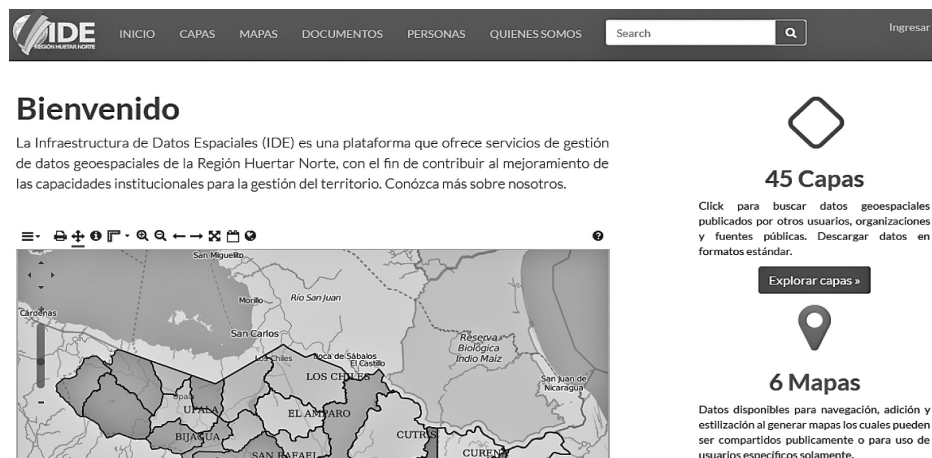 IDE
REGIÓN HUETAR NORTE
INICIO CAPAS MAPAS DOCUMENTOS PERSONAS QUIENES SOMOS Search Ingresar
Bienvenido
La Infraestructura de Datos Espaciales (IDE) es una plataforma que ofrece servicios de gestión
de datos geoespaciales de la Región Huertar Norte, con el fin de contribuir al mejoramiento de
las capacidades institucionales para la gestión del territorio. Conózca más sobre nosotros.
San Miguelito
Morillo
Río San Juan
Cárdenas
San Carlos
Los Chiles
Boca de Sábalos
El Castillo
Reserva
Biológica
Indio Maíz
LOS CHILES
San Juan de
Nicaragua
Upala
UPALA
EL AMPARO
BIJAGUA
CUTRIS
SAN RAFAEL
CUREÑ
45 Capas
Click para buscar datos geoespaciales
publicados por otros usuarios, organizaciones
y fuentes públicas. Descargar datos en
formatos estándar.
Explorar capas »
6 Mapas
Datos disponibles para navegación, adición y
estilización al generar mapas los cuales pueden
ser compartidos publicamente o para uso de
usuarios específicos solamente.